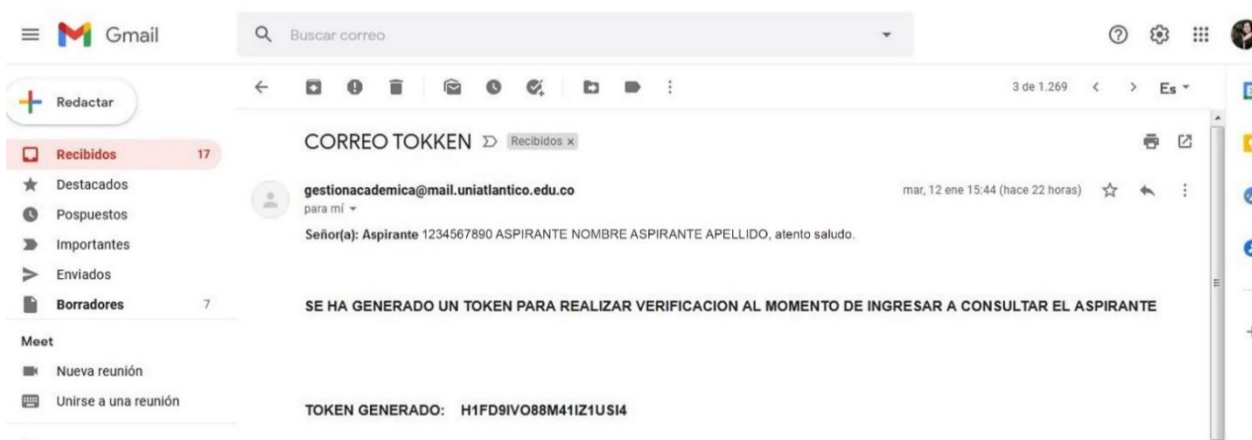 Gmail
Buscar correo
Redactar
3 de 1.269
Es
CORREO TOKKEN
Recibidos x
Recibidos 17
Destacados
Pospuestos
Importantes
Enviados
Borradores 7
Meet
Nueva reunión
Unirse a una reunión
gestionacademica@mail.uniatlantico.edu.co
mar, 12 ene 15:44 (hace 22 horas)
para mí
Señor(a): Aspirante 1234567890 ASPIRANTE NOMBRE ASPIRANTE APELLIDO, atento saludo.
SE HA GENERADO UN TOKEN PARA REALIZAR VERIFICACION AL MOMENTO DE INGRESAR A CONSULTAR EL ASPIRANTE
TOKEN GENERADO: H1FD9IVO88M41IZ1USI4